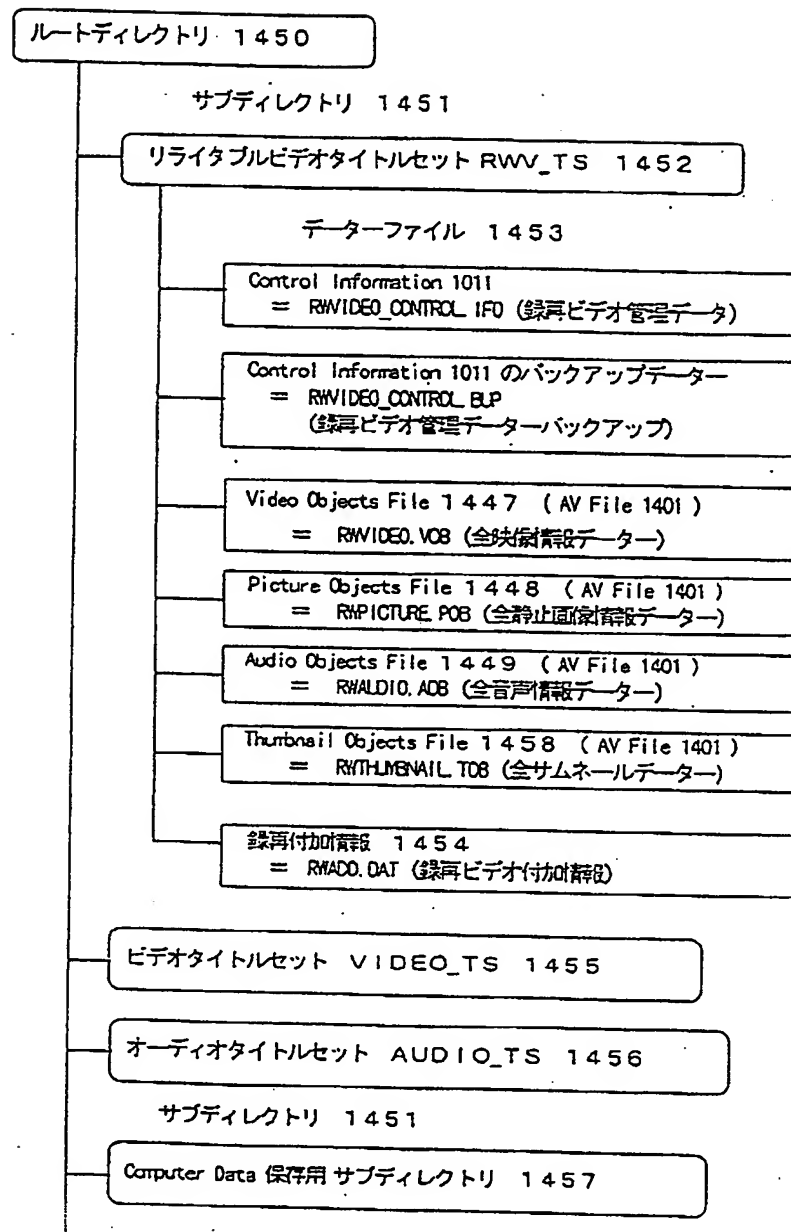 ルートディレクトリ 1450
サブディレクトリ 1451
リライタブルビデオタイトルセット RWV_TS 1452
データーファイル 1453
Control Information 1011
= RWVIDEO_CONTROL.IFO (録再ビデオ管理データ)
Control Information 1011 のバックアップデーター
= RWVIDEO_CONTROL.BUP
(録再ビデオ管理データーバックアップ)
Video Objects File 1447 (AV File 1401)
= RWVIDEO.VOB (全映像情報データー)
Picture Objects File 1448 (AV File 1401)
= RWPICTURE.POB (全静止画像情報データー)
Audio Objects File 1449 (AV File 1401)
= RWAUDIO.AOB (全音声情報データー)
Thumbnail Objects File 1458 (AV File 1401)
= RWTHUMBNAIL.TOB (全サムネールデーター)
録再付加情報 1454
= RWADD.DAT (録再ビデオ付加情報)
ビデオタイトルセット VIDEO_TS 1455
オーディオタイトルセット AUDIO_TS 1456
サブディレクトリ 1451
Computer Data 保存用 サブディレクトリ 1457